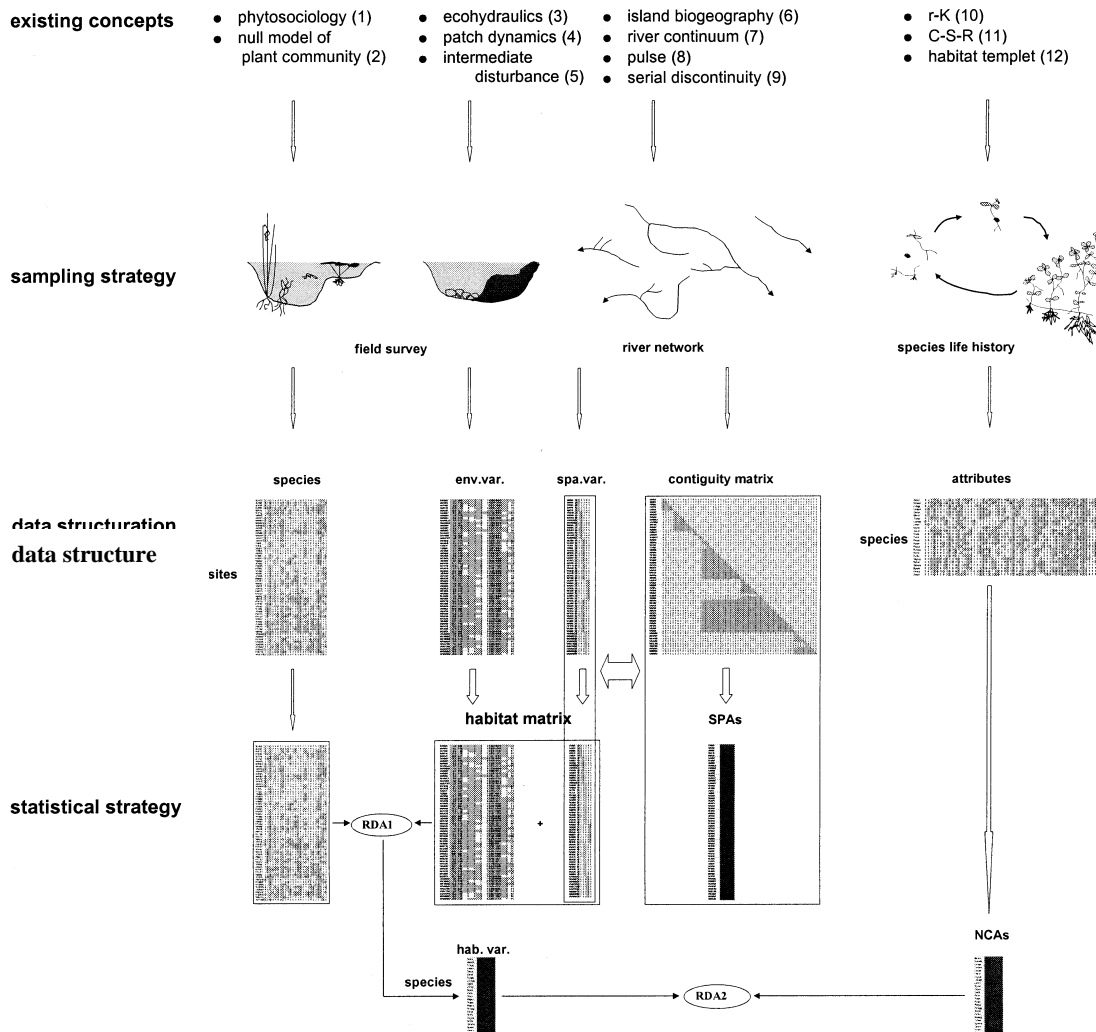 existing concepts
• phytosociology (1)
• null model of
plant community (2)
• ecohydraulics (3)
• patch dynamics (4)
• intermediate
disturbance (5)
• island biogeography (6)
• river continuum (7)
• pulse (8)
• serial discontinuity (9)
• r-K (10)
• C-S-R (11)
• habitat templet (12)
sampling strategy
field survey
river network
species life history
species
env.var.
spa.var.
contiguity matrix
attributes
data structuration
data structure
sites
species
habitat matrix
SPAs
statistical strategy
RDA1
+
NCAs
hab. var.
species
RDA2